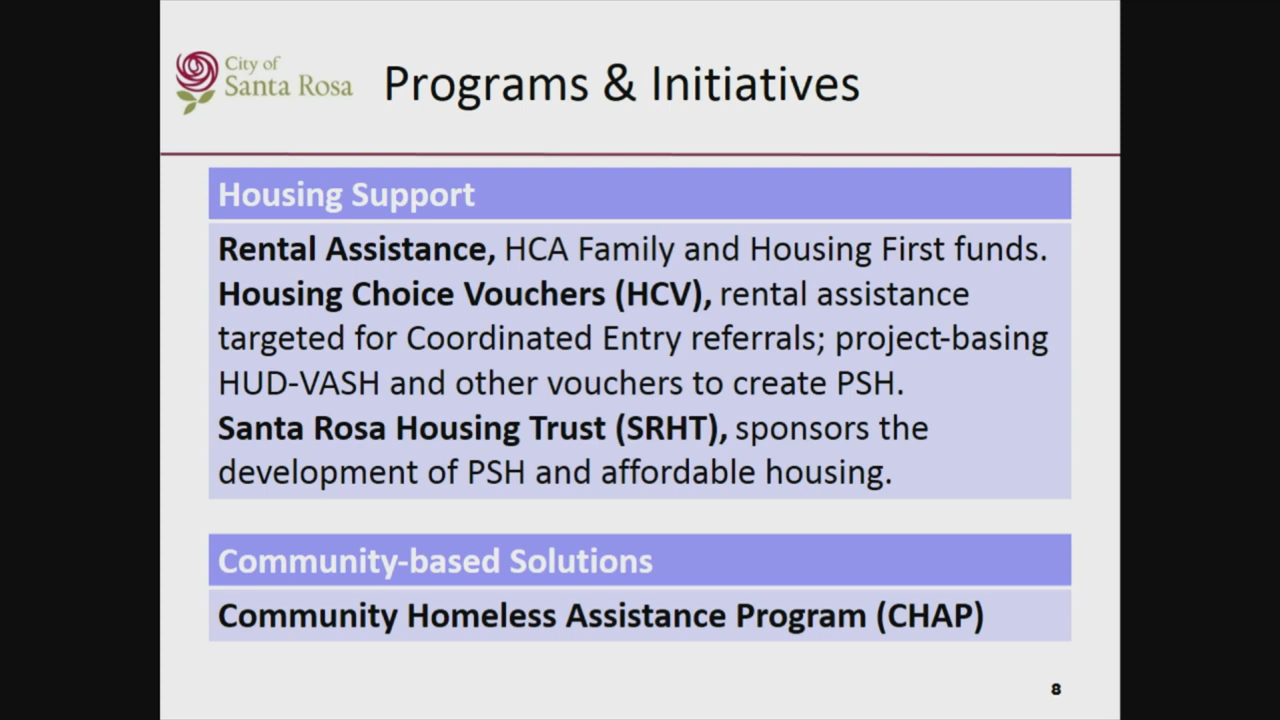 City of
Santa Rosa
Programs & Initiatives
Housing Support
Rental Assistance, HCA Family and Housing First funds.
Housing Choice Vouchers (HCV), rental assistance
targeted for Coordinated Entry referrals; project-basing
HUD-VASH and other vouchers to create PSH.
Santa Rosa Housing Trust (SRHT), sponsors the
development of PSH and affordable housing.
Community-based Solutions
Community Homeless Assistance Program (CHAP)
8